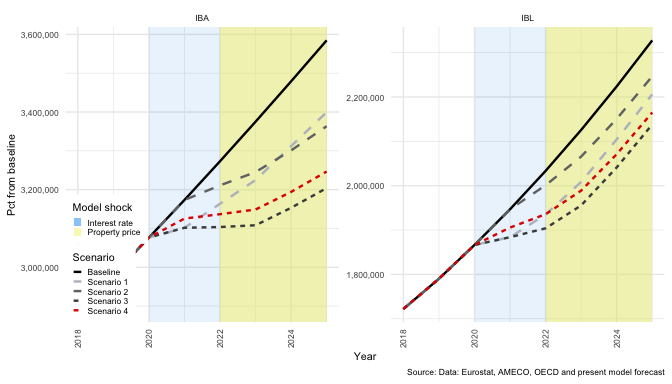 IBA
IBL
Pct from baseline
3,600,000
3,400,000
3,200,000
3,000,000
2,200,000
2,000,000
1,800,000
Model shock
Interest rate
Property price
Scenario
Baseline
Scenario 1
Scenario 2
Scenario 3
Scenario 4
2018
2020
2022
2024
2018
2020
2022
2024
Year
Source: Data: Eurostat, AMECO, OECD and present model forecast